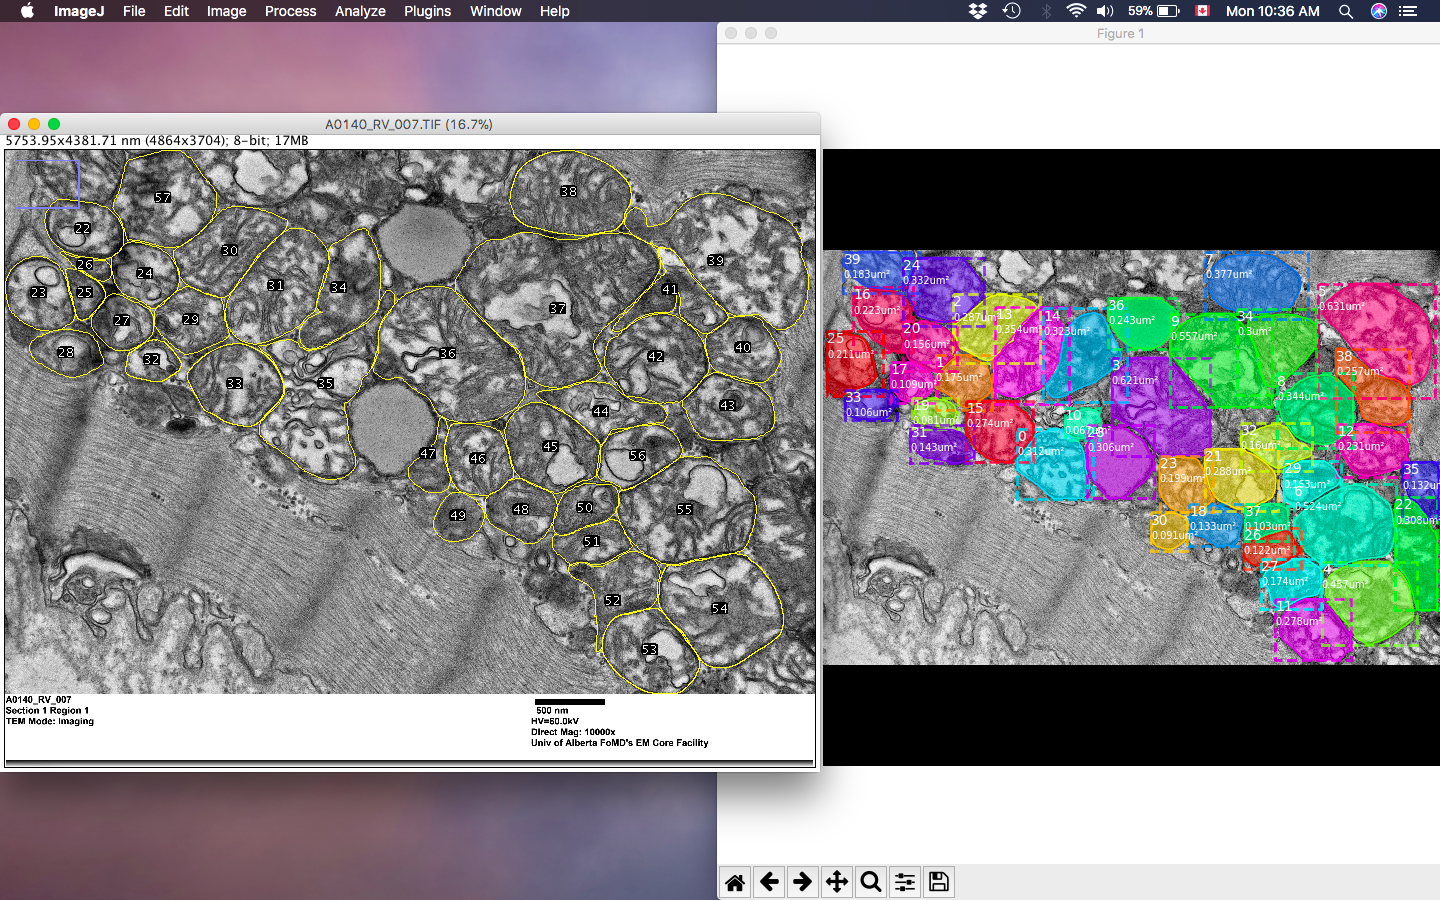 ImageJ File Edit Image Process Analyze Plugins Window Help 59% Mon 10:36 AM
Figure 1
A0140_RV_007.TIF (16.7%)
5753.95x4381.71 nm (4864x3704); 8-bit; 17MB
57
38
22
30
39
26
24
23
25
31
34
41
37
27
29
28
32
36
42
40
33
35
44
43
45
47
46
56
49
48
50
55
51
52
54
53
A0140_RV_007
Section 1 Region 1
TEM Mode: Imaging
500 nm
HV=60.0kV
Direct Mag: 10000x
Univ of Alberta FoMD's EM Core Facility
39
0.183um²
24
0.332um²
7
0.377um²
16
0.223um²
2
0.287um²
13
0.354um²
14
0.323um²
36
0.243um²
9
0.557um²
34
0.3um²
0.631um²
25
0.211um²
20
0.156um²
17
0.109um²
1
0.175um²
3
0.621um²
38
0.257um²
8
0.344um²
33
0.106um²
19
0.081um²
15
0.274um²
10
31
0.143um²
0
0.312um²
0.306um²
32
0.16um²
12
0.231um²
23
0.199um²
21
0.288um²
29
0.153um²
35
0.132um²
6
0.524um²
22
0.308um²
30
0.091um²
18
0.133um²
37
0.103um²
26
0.122um²
27
0.174um²
4
11
0.278um²